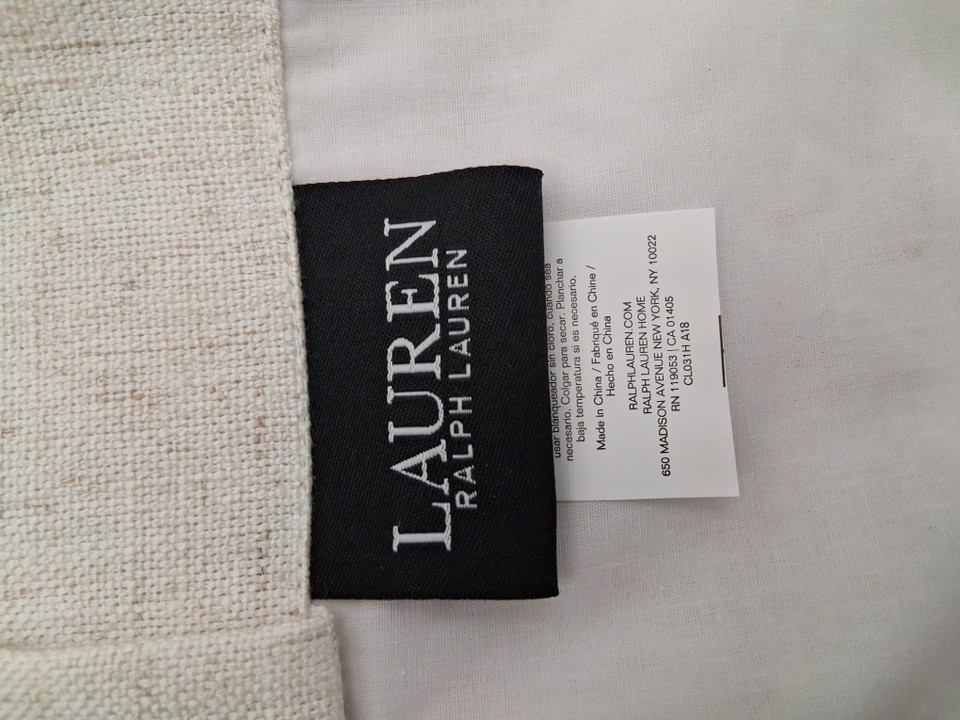 LAUREN
RALPH LAUREN
usar blanqueador sin cloro, cuando sea
necesario. Colgar para secar. Planchar a
baja temperatura si es necesario.
Made in China / Fabriqué en Chine /
Hecho en China
RALPHLAUREN.COM
RALPH LAUREN HOME
650 MADISON AVENUE NEW YORK, NY 10022
RN 119053 | CA 01405
CL031H A18